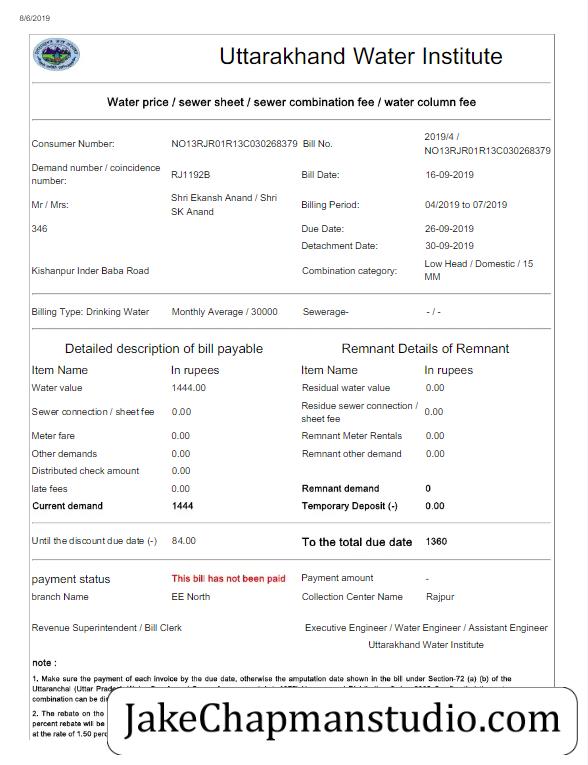 8/6/2019
Uttarakhand Water Institute
Water price / sewer sheet / sewer combination fee / water column fee
Consumer Number: NO13RJR01R13C030268379 Bill No. 2019/4 / NO13RJR01R13C030268379
Demand number / coincidence number: RJ1192B Bill Date: 16-09-2019
Mr / Mrs: Shri Ekansh Anand / Shri SK Anand Billing Period: 04/2019 to 07/2019
346 Due Date: 26-09-2019
Detachment Date: 30-09-2019
Kishanpur Inder Baba Road Combination category: Low Head / Domestic / 15 MM
Billing Type: Drinking Water Monthly Average / 30000 Sewerage- - / -
Detailed description of bill payable Remnant Details of Remnant
Item Name In rupees Item Name In rupees
Water value 1444.00 Residual water value 0.00
Sewer connection / sheet fee 0.00 Residue sewer connection / sheet fee 0.00
Meter fare 0.00 Remnant Meter Rentals 0.00
Other demands 0.00 Remnant other demand 0.00
Distributed check amount 0.00
late fees 0.00 Remnant demand 0
Current demand 1444 Temporary Deposit (-) 0.00
Until the discount due date (-) 84.00 To the total due date 1360
payment status This bill has not been paid Payment amount -
branch Name EE North Collection Center Name Rajpur
Revenue Superintendent / Bill Clerk Executive Engineer / Water Engineer / Assistant Engineer
Uttarakhand Water Institute
note :
1. Make sure the payment of each invoice by the due date, otherwise the amputation date shown in the bill under Section-72 (a) (b) of the
Uttaranchal (Uttar
combination can be
2. The rebate on the
percent rebate will be
at the rate of 1.50
JakeChapmanstudio.com